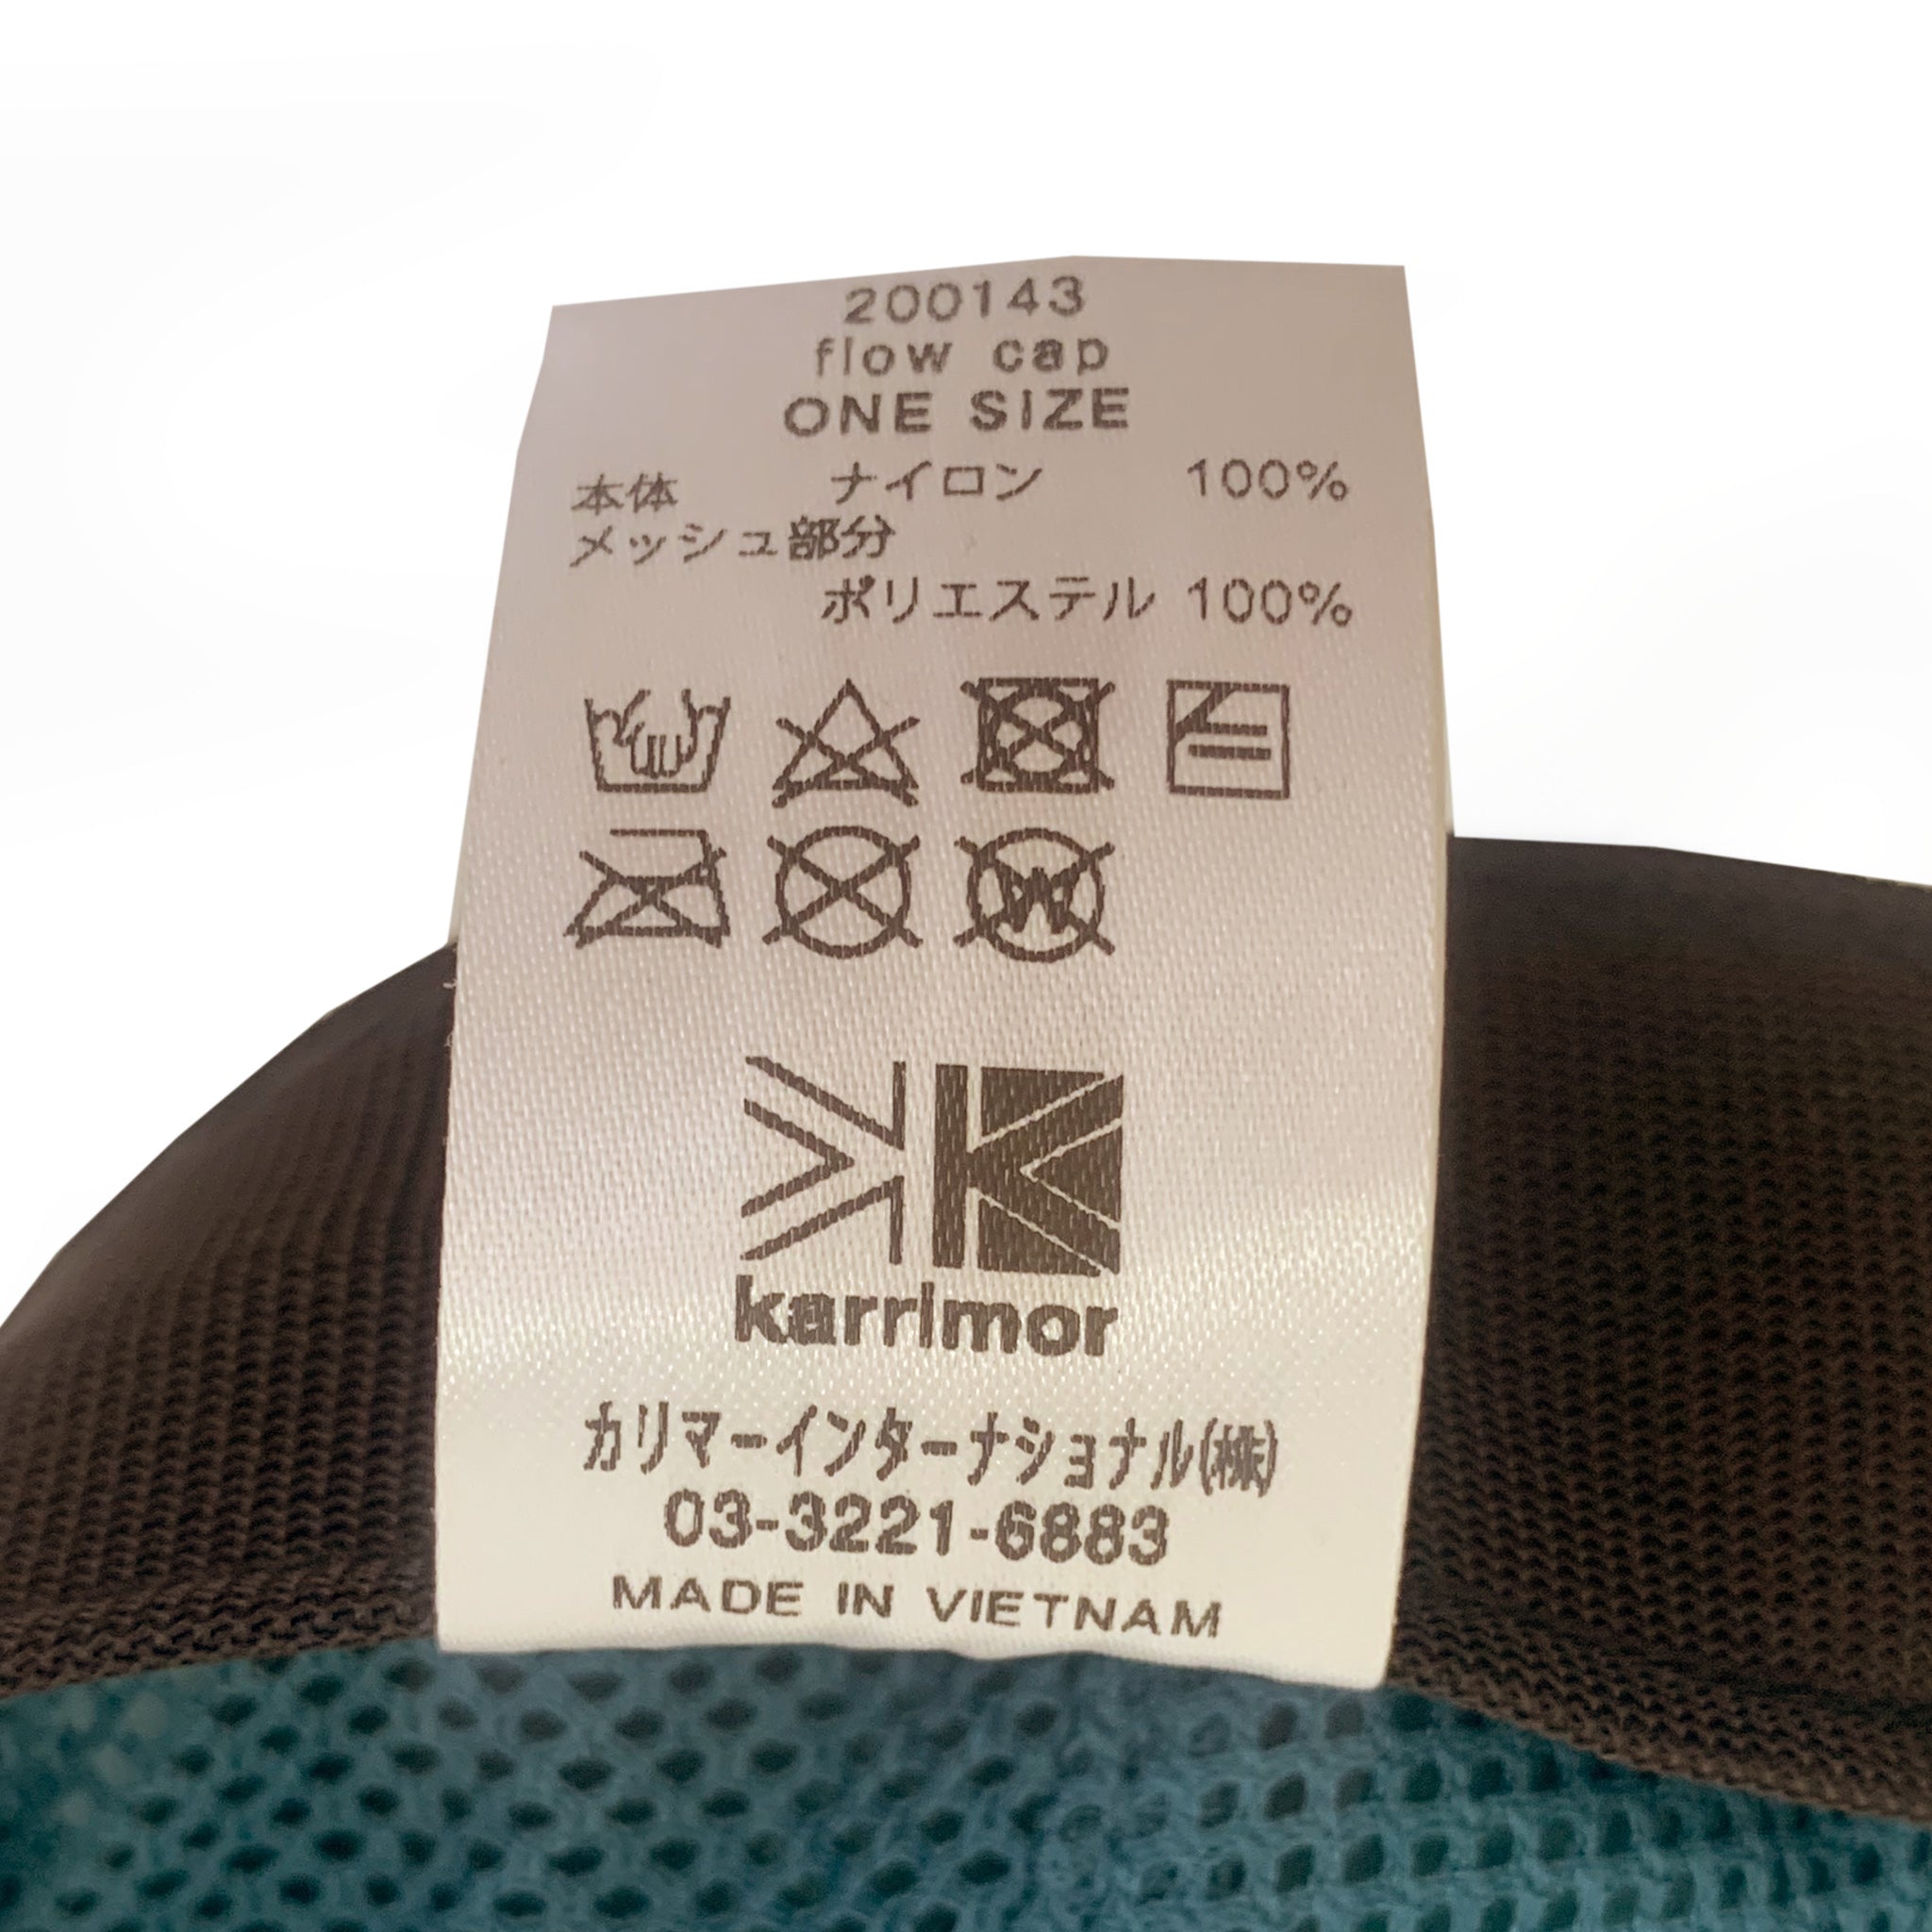 200143
flow cap
ONE SIZE
本体 ナイロン 100%
メッシュ部分
ポリエステル 100%
W
karrimor
カリマーインターナショナル(株)
03-3221-6883
MADE IN VIETNAM